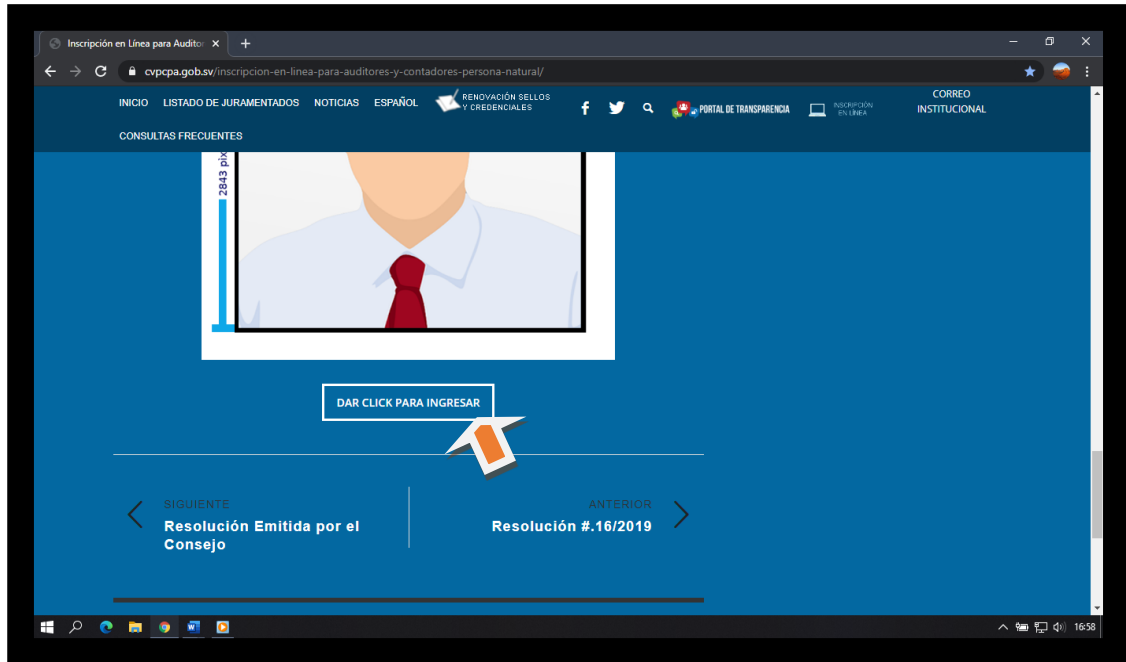 Inscripción en Línea para Auditor
cvpcpa.gob.sv/inscripcion-en-linea-para-auditores-y-contadores-persona-natural/
INICIO LISTADO DE JURAMENTADOS NOTICIAS ESPAÑOL RENOVACIÓN SELLOS Y CREDENCIALES PORTAL DE TRANSPARENCIA INSCRIPCIÓN EN LÍNEA CORREO INSTITUCIONAL
CONSULTAS FRECUENTES
2843 pix
DAR CLICK PARA INGRESAR
SIGUIENTE
Resolución Emitida por el
Consejo
ANTERIOR
Resolución #.16/2019
16:58